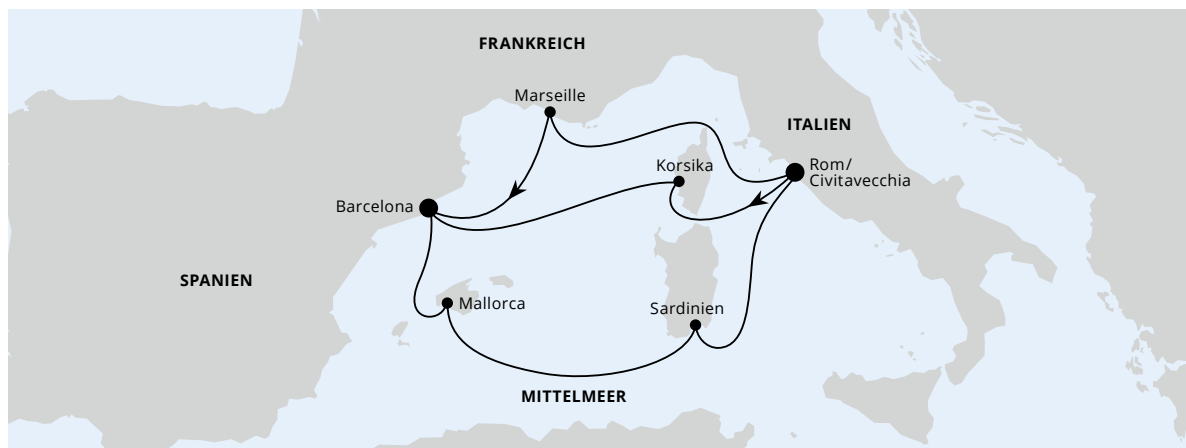 FRANKREICH
Marseille
ITALIEN
Korsika
Rom/
Civitavecchia
Barcelona
SPANIEN
Mallorca
Sardinien
MITTELMEER